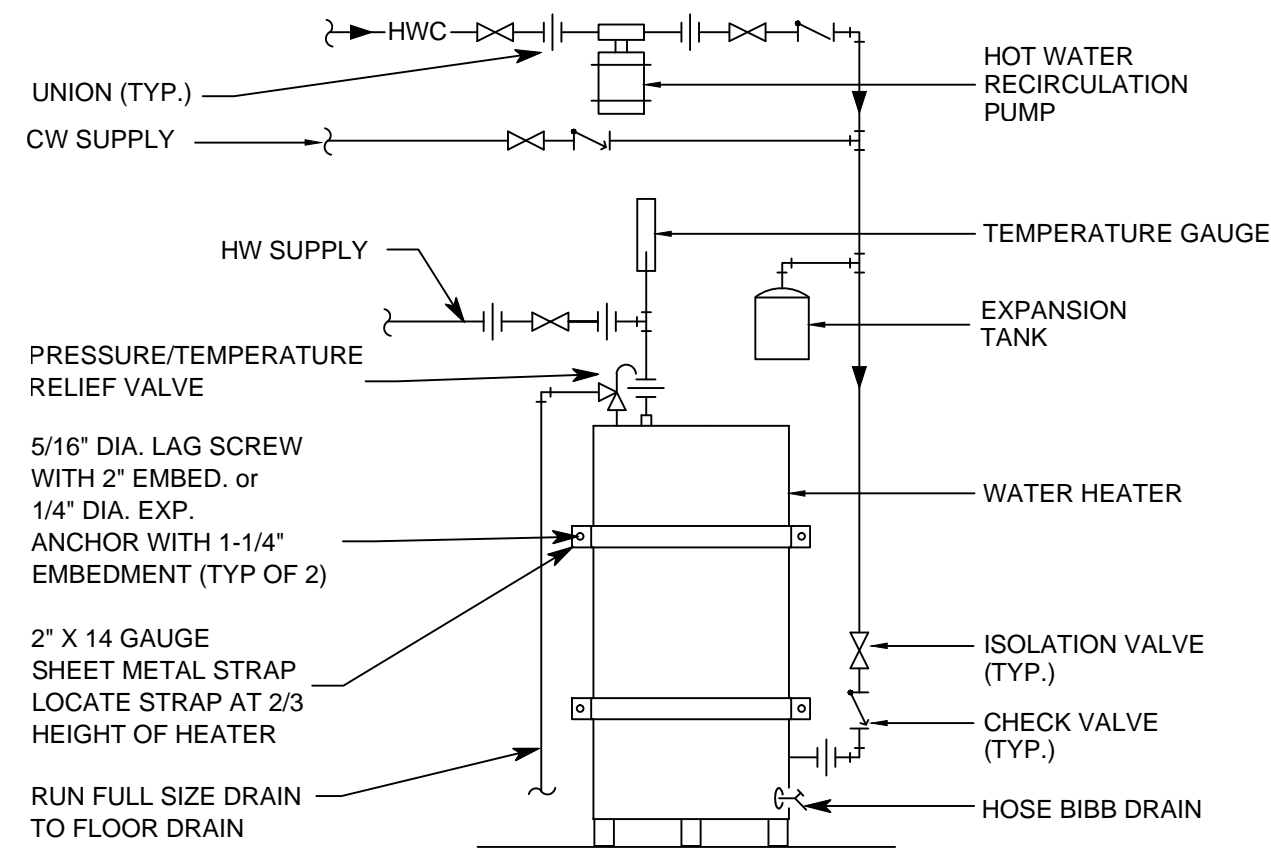 HWC
UNION (TYP.)
CW SUPPLY
HW SUPPLY
PRESSURE/TEMPERATURE
RELIEF VALVE
5/16" DIA. LAG SCREW
WITH 2" EMBED. or
1/4" DIA. EXP.
ANCHOR WITH 1-1/4"
EMBEDMENT (TYP OF 2)
2" X 14 GAUGE
SHEET METAL STRAP
LOCATE STRAP AT 2/3
HEIGHT OF HEATER
RUN FULL SIZE DRAIN
TO FLOOR DRAIN
HOT WATER
RECIRCULATION
PUMP
TEMPERATURE GAUGE
EXPANSION
TANK
WATER HEATER
ISOLATION VALVE
(TYP.)
CHECK VALVE
(TYP.)
HOSE BIBB DRAIN